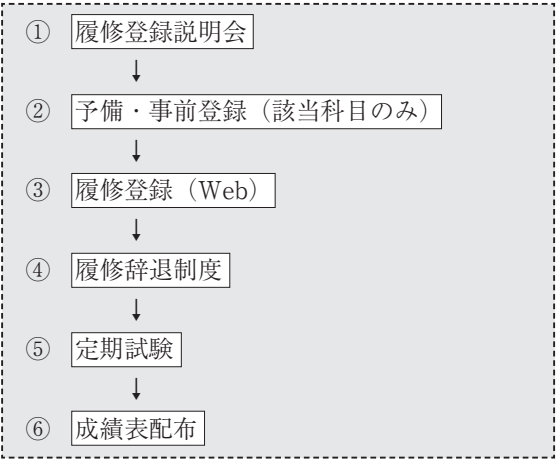 ① 履修登録説明会
↓
② 予備・事前登録（該当科目のみ）
↓
③ 履修登録（Web）
↓
④ 履修辞退制度
↓
⑤ 定期試験
↓
⑥ 成績表配布